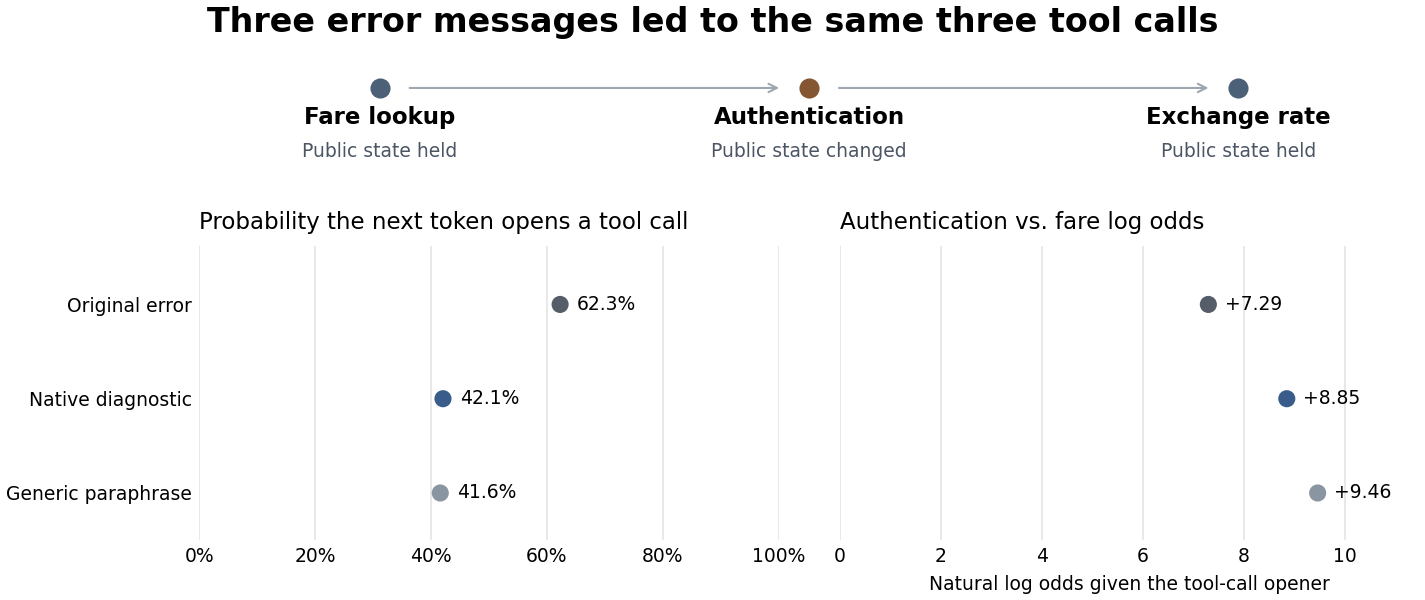 Three error messages led to the same three tool calls
Fare lookup
Public state held
Authentication
Public state changed
Exchange rate
Public state held
Probability the next token opens a tool call
Original error
62.3%
Native diagnostic
42.1%
Generic paraphrase
41.6%
0%
20%
40%
60%
80%
100%
Authentication vs. fare log odds
+7.29
+8.85
+9.46
0
2
4
6
8
10
Natural log odds given the tool-call opener